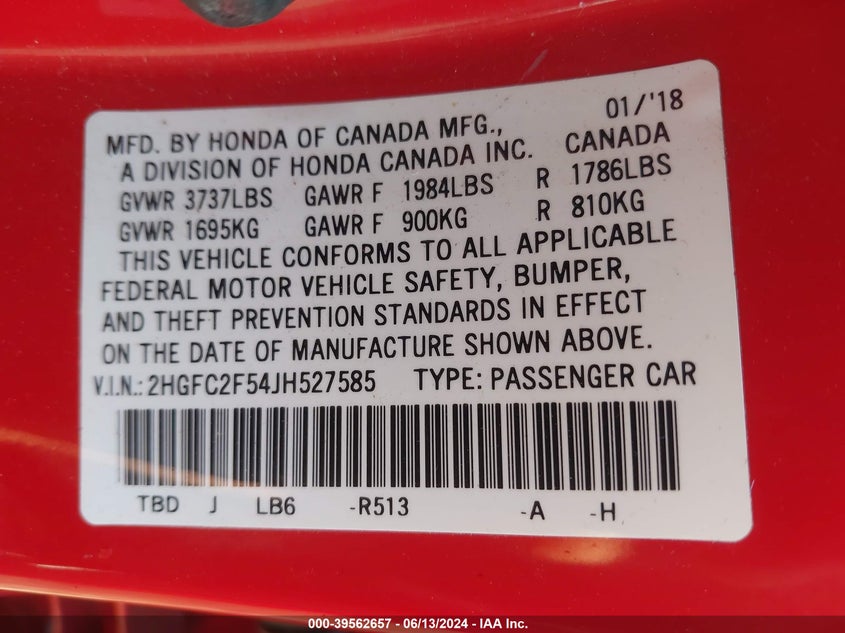 01/'18
MFD. BY HONDA OF CANADA MFG.,
A DIVISION OF HONDA CANADA INC. CANADA
GVWR 3737LBS GAWR F 1984LBS R 1786LBS
GVWR 1695KG GAWR F 900KG R 810KG
THIS VEHICLE CONFORMS TO ALL APPLICABLE
FEDERAL MOTOR VEHICLE SAFETY, BUMPER,
AND THEFT PREVENTION STANDARDS IN EFFECT
ON THE DATE OF MANUFACTURE SHOWN ABOVE.
V.I.N.: 2HGFC2F54JH527585 TYPE: PASSENGER CAR
TBD J LB6 -R513 -A -H
000-39562657 - 06/13/2024 - IAA Inc.